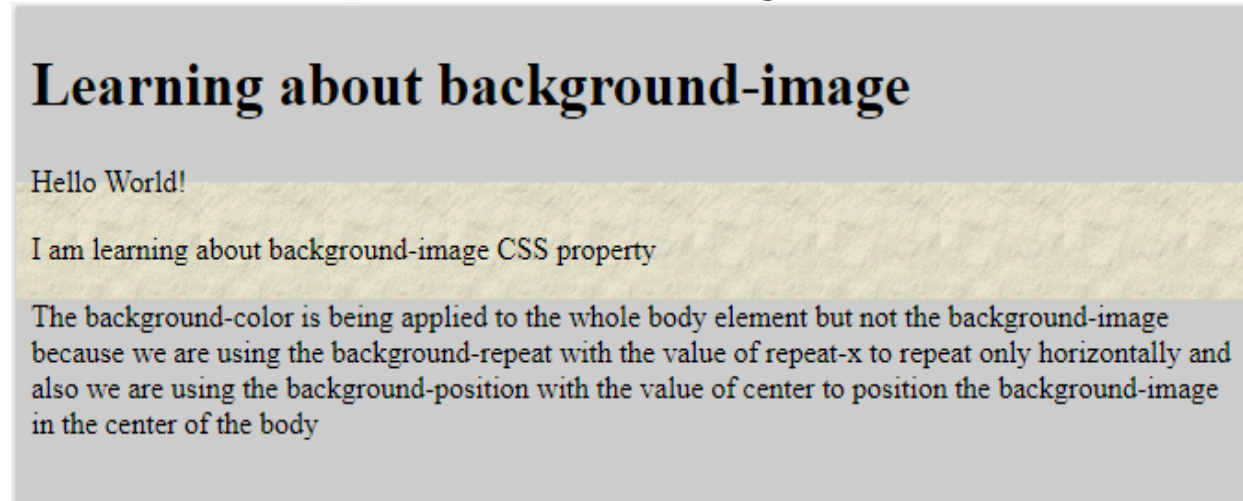 Learning about background-image
Hello World!
I am learning about background-image CSS property
The background-color is being applied to the whole body element but not the background-image
because we are using the background-repeat with the value of repeat-x to repeat only horizontally and
also we are using the background-position with the value of center to position the background-image
in the center of the body